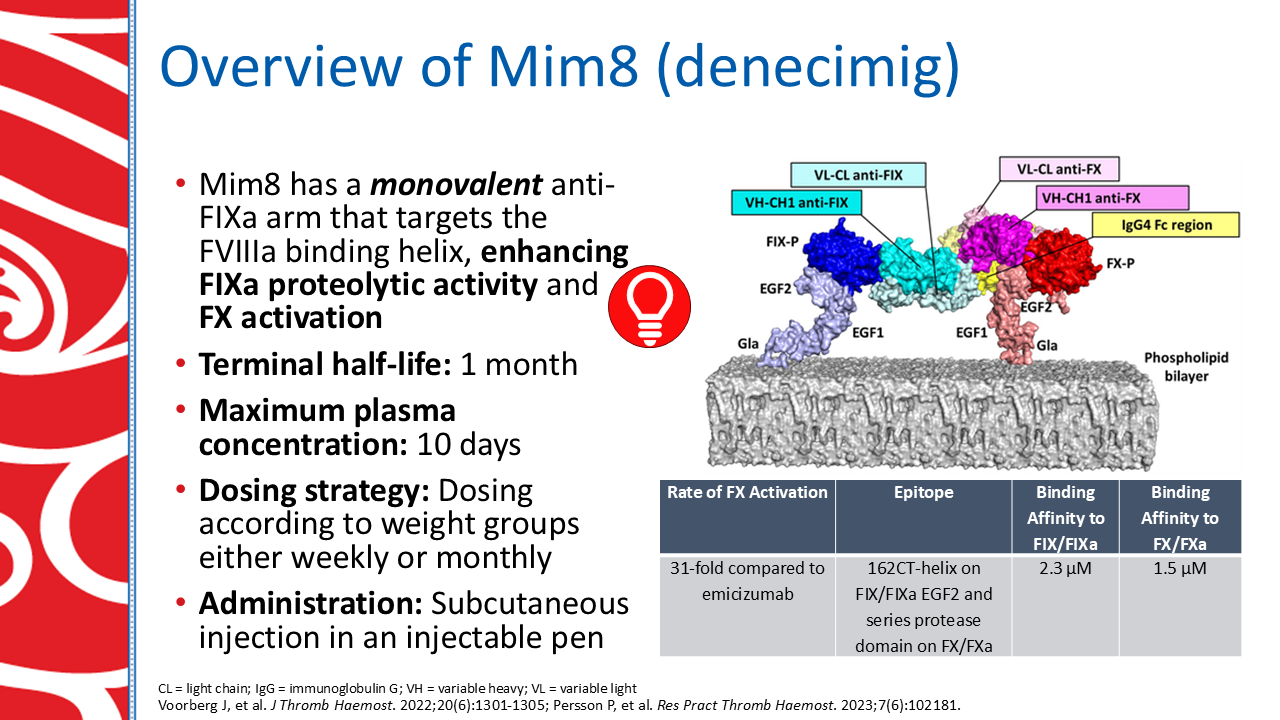 Overview of Mim8 (denecimig)
• Mim8 has a monovalent anti-
FIXa arm that targets the
FVIIIa binding helix, enhancing
FIXa proteolytic activity and
FX activation
• Terminal half-life: 1 month
• Maximum plasma
concentration: 10 days
• Dosing strategy: Dosing
according to weight groups
either weekly or monthly
• Administration: Subcutaneous
injection in an injectable pen
VL-CL anti-FIX
VL-CL anti-FX
VH-CH1 anti-FIX
VH-CH1 anti-FX
IgG4 Fc region
FIX-P
FX-P
EGF2
EGF2
EGF1
EGF1
Gla
Gla
Phospholipid
bilayer
Rate of FX Activation
Epitope
Binding
Affinity to
FIX/FIXa
Binding
Affinity to
FX/FXa
31-fold compared to
emicizumab
162CT-helix on
FIX/FIXa EGF2 and
series protease
domain on FX/FXa
2.3 μM
1.5 μM
CL = light chain; IgG = immunoglobulin G; VH = variable heavy; VL = variable light
Voorberg J, et al. J Thromb Haemost. 2022;20(6):1301-1305; Persson P, et al. Res Pract Thromb Haemost. 2023;7(6):102181.